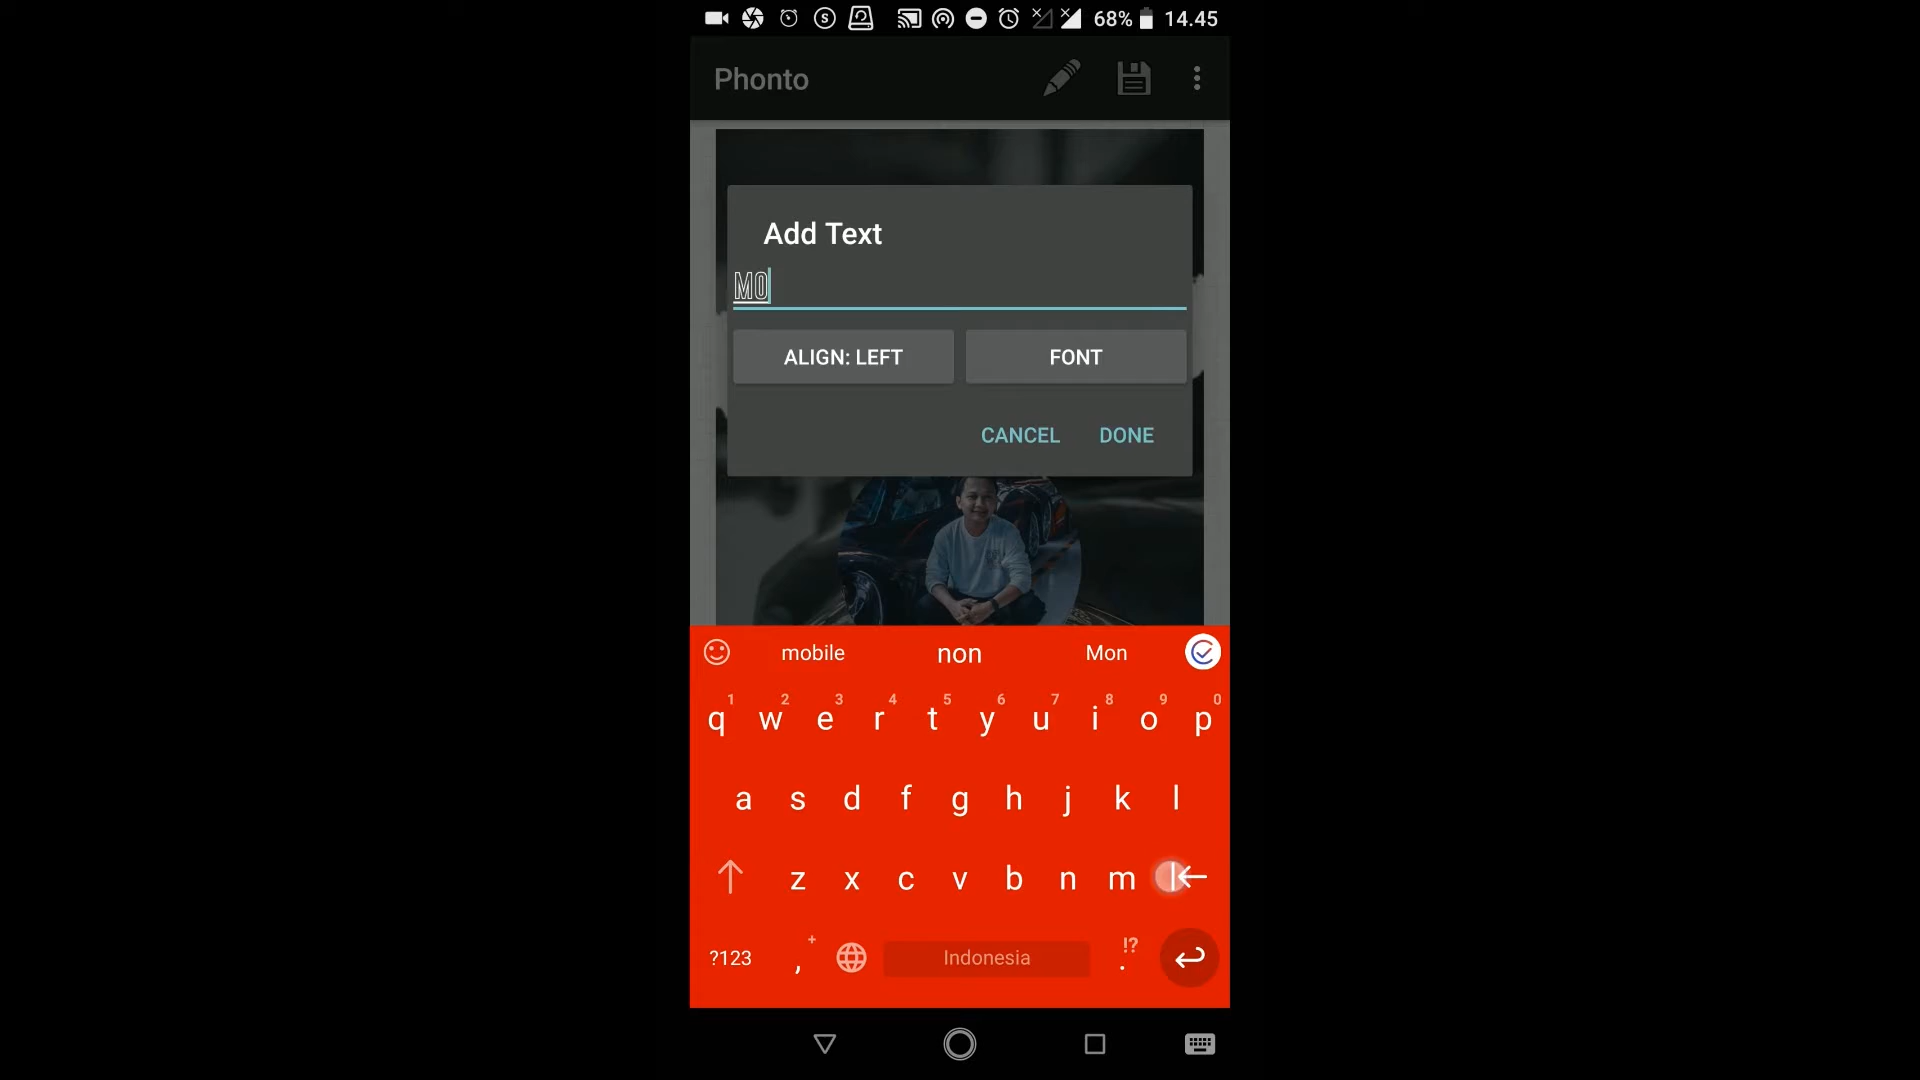 68% 14.45
Phonto
Add Text
MO
ALIGN: LEFT FONT
CANCEL DONE
mobile non Mon
1 2 3 4 5 6 7 8 9 0
q w e r t y u i o p
a s d f g h j k l
z x c v b n m
?123 , + Indonesia . !?